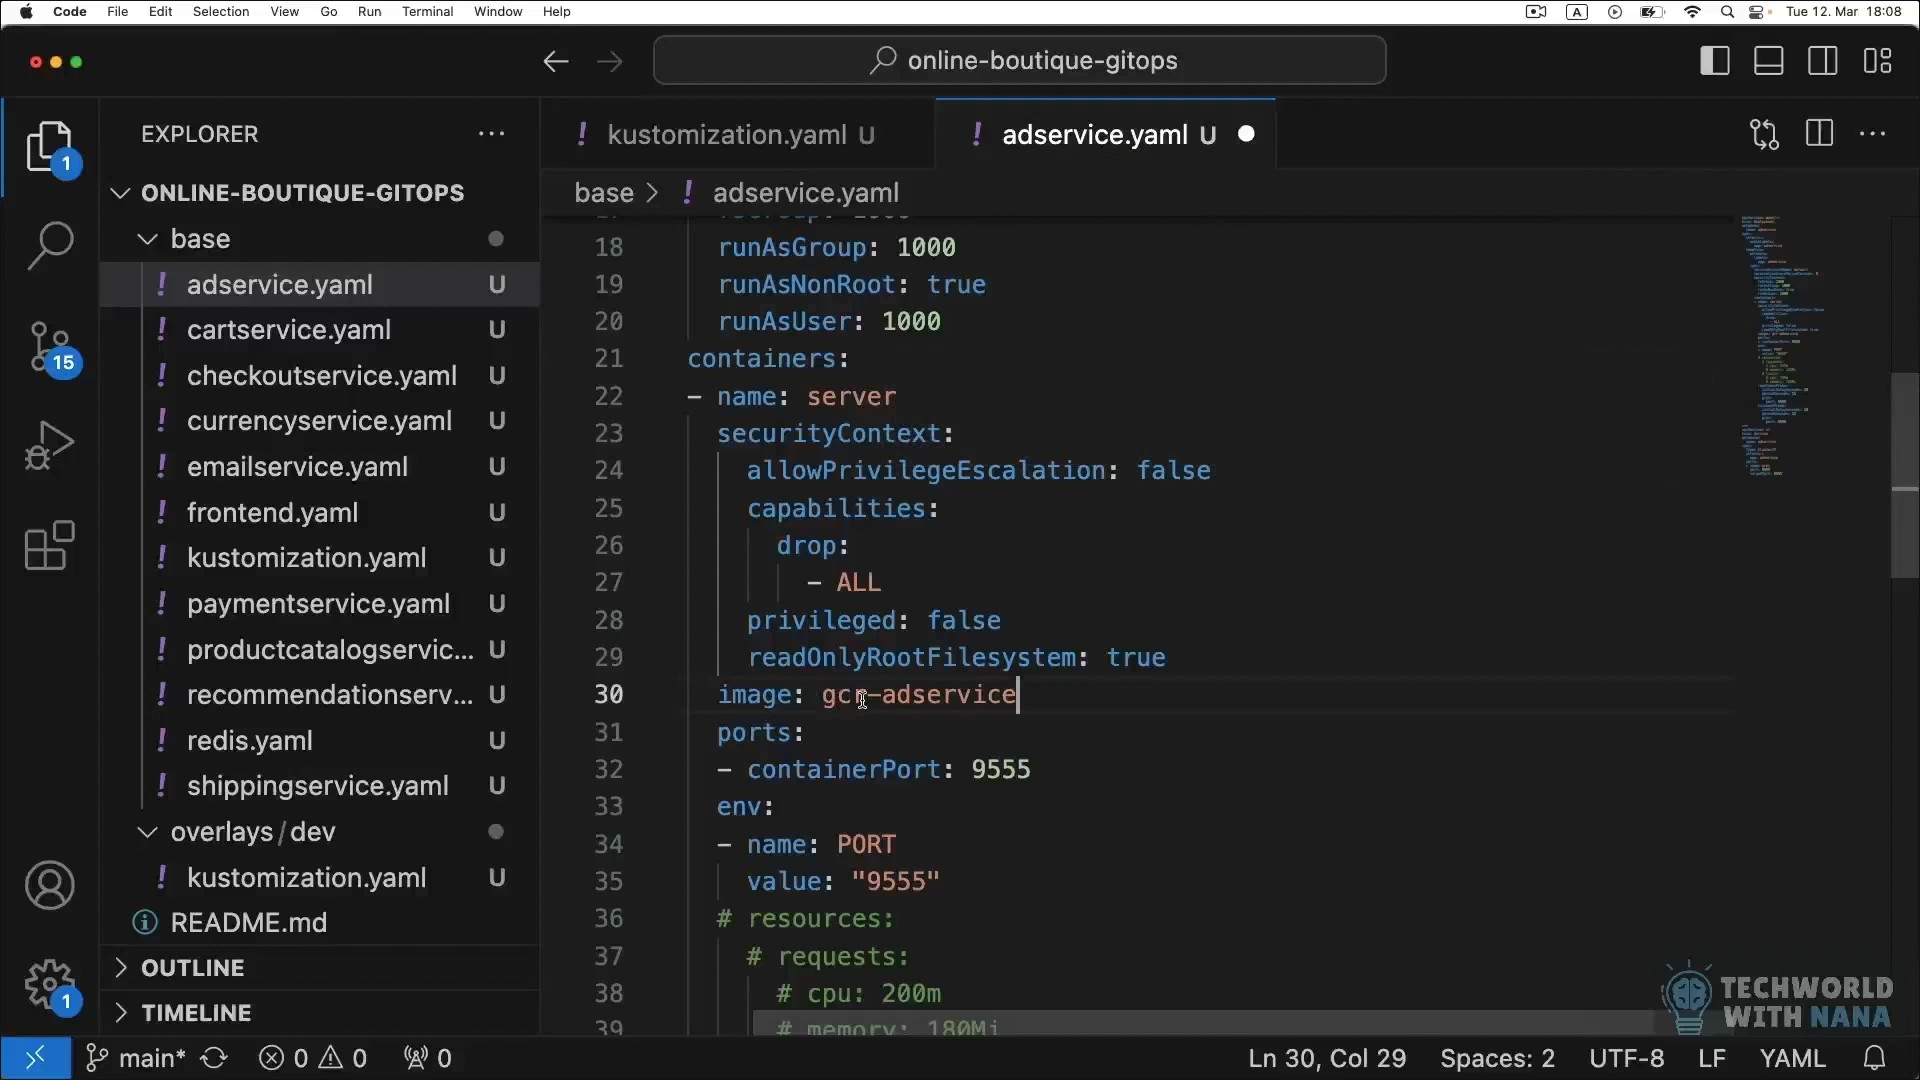 Code File Edit Selection View Go Run Terminal Window Help A Tue 12. Mar 18:08
online-boutique-gitops
1
EXPLORER ...
! kustomization.yaml U
! adservice.yaml U
ONLINE-BOUTIQUE-GITOPS
base > ! adservice.yaml
base
! adservice.yaml U
! cartservice.yaml U
15
! checkoutservice.yaml U
! currencyservice.yaml U
! emailservice.yaml U
! frontend.yaml U
! kustomization.yaml U
! paymentservice.yaml U
! productcatalogservic... U
! recommendationserv... U
! redis.yaml U
! shippingservice.yaml U
overlays/dev
! kustomization.yaml U
README.md
OUTLINE
1
TIMELINE
18 runAsGroup: 1000
19 runAsNonRoot: true
20 runAsUser: 1000
21 containers:
22 - name: server
23 securityContext:
24 allowPrivilegeEscalation: false
25 capabilities:
26 drop:
27 - ALL
28 privileged: false
29 readOnlyRootFilesystem: true
30 image: gcr-adservice
31 ports:
32 - containerPort: 9555
33 env:
34 - name: PORT
35 value: "9555"
36 # resources:
37 # requests:
38 # cpu: 200m
39 # memory: 180Mi
TECHWORLD
WITH NANA
main* 0 0 0 Ln 30, Col 29 Spaces: 2 UTF-8 LF YAML